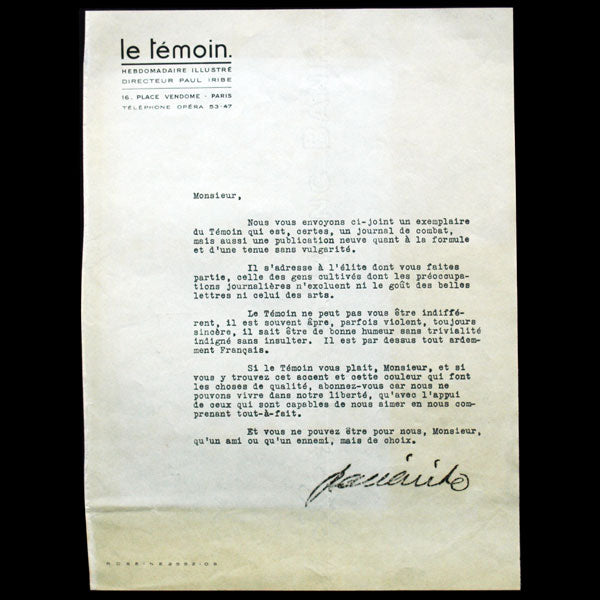 le témoin.
HEBDOMADAIRE ILLUSTRÉ
DIRECTEUR PAUL IRIBE
16, PLACE VENDOME - PARIS
TÉLÉPHONE OPÉRA 53-47
Monsieur,
Nous vous envoyons ci-joint un exemplaire
du Témoin qui est, certes, un journal de combat,
mais aussi une publication neuve quant à la formule
et d'une tenue sans vulgarité.
Il s'adresse à l'élite dont vous faites
partie, celle des gens cultivés dont les préoccupa-
tions journalières n'excluent ni le goût des belles
lettres ni celui des arts.
Le Témoin ne peut pas vous être indiffé-
rent, il est souvent âpre, parfois violent, toujours
sincère, il sait être de bonne humeur sans trivialité
indigné sans insulter. Il est par dessus tout ardem-
ment Français.
Si le Témoin vous plait, Monsieur, et si
vous y trouvez cet accent et cette couleur qui font
les choses de qualité, abonnez-vous car nous ne
pouvons vivre dans notre liberté, qu'avec l'appui
de ceux qui sont capables de nous aimer en nous com-
prenant tout-à-fait.
Et vous ne pouvez être pour nous, Monsieur,
qu'un ami ou qu'un ennemi, mais de choix.